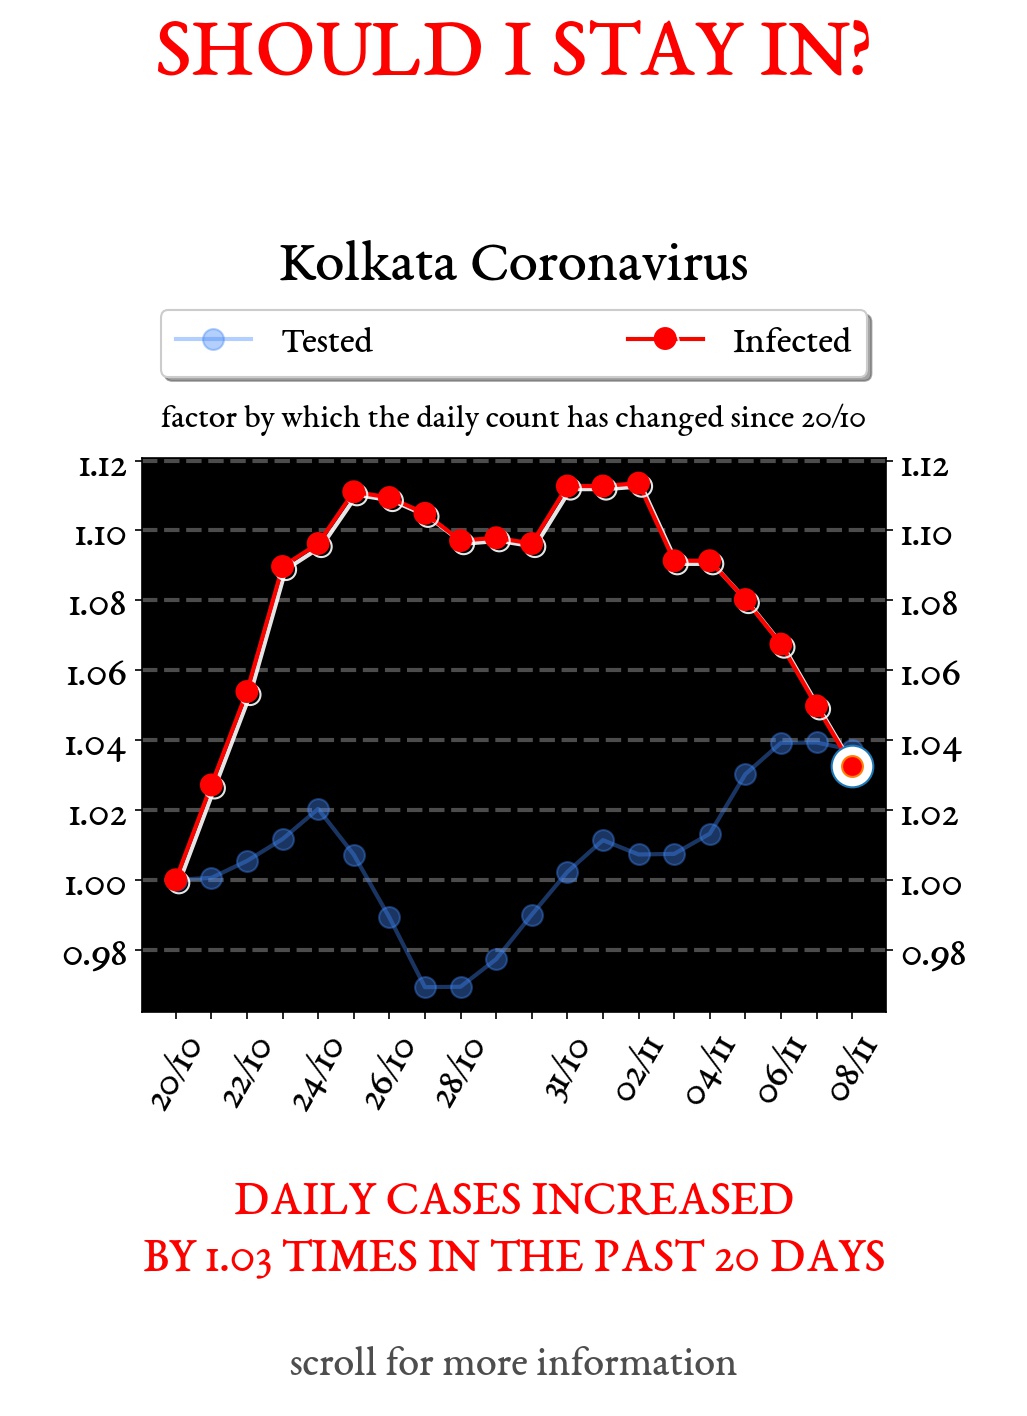 SHOULD I STAY IN?
Kolkata Coronavirus
Tested Infected
factor by which the daily count has changed since 20/10
1.12 1.12
1.10 1.10
1.08 1.08
1.06 1.06
1.04 1.04
1.02 1.02
1.00 1.00
0.98 0.98
20/10 22/10 24/10 26/10 28/10 31/10 02/11 04/11 06/11 08/11
DAILY CASES INCREASED
BY 1.03 TIMES IN THE PAST 20 DAYS
scroll for more information